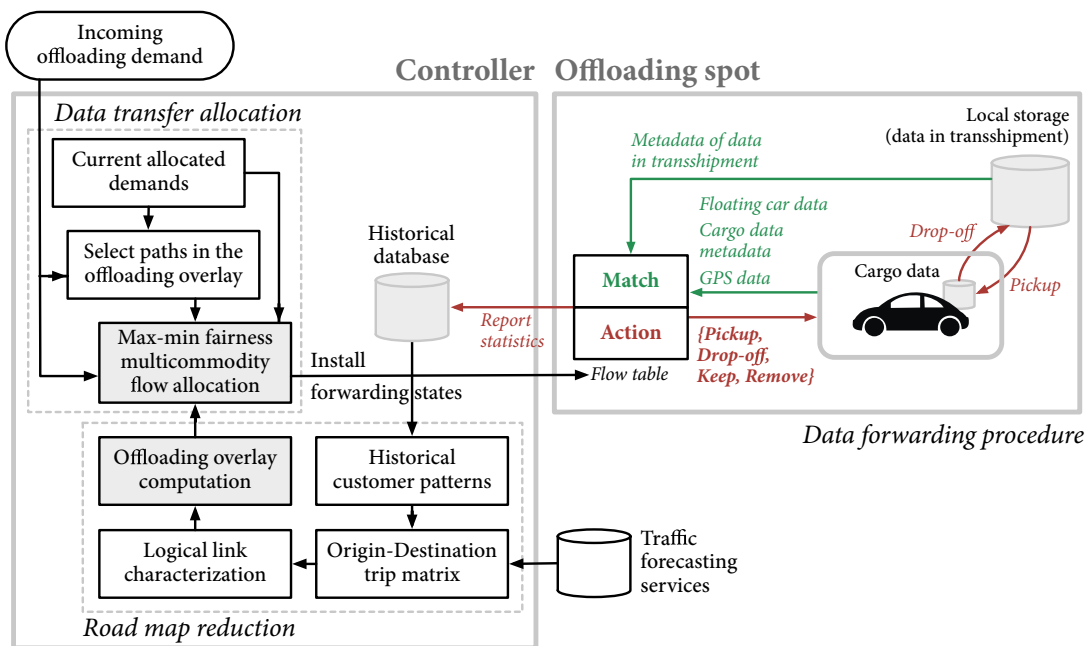 Incoming
offloading demand
Controller
Offloading spot
Data transfer allocation
Current allocated
demands
Select paths in the
offloading overlay
Max-min fairness
multicommodity
flow allocation
Historical
database
Install
forwarding states
Report
statistics
Offloading overlay
computation
Historical
customer patterns
Logical link
characterization
Origin-Destination
trip matrix
Road map reduction
Traffic
forecasting
services
Local storage
(data in transshipment)
Metadata of data
in transshipment
Floating car data
Cargo data
metadata
GPS data
Match
Action
Flow table
{Pickup,
Drop-off,
Keep, Remove}
Drop-off
Pickup
Cargo data
Data forwarding procedure